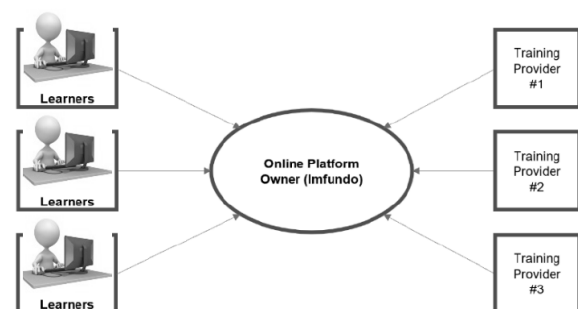 Learners
Training
Provider
#1
Online Platform
Owner (Imfundo)
Learners
Training
Provider
#2
Learners
Training
Provider
#3